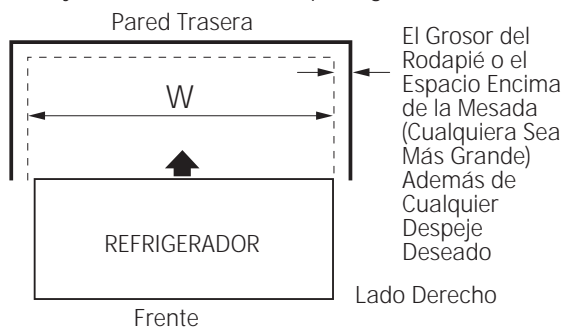 Pared Trasera
W
REFRIGERADOR
Frente
Lado Derecho
El Grosor del
Rodapié o el
Espacio Encima
de la Mesada
(Cualquiera Sea
Más Grande)
Además de
Cualquier
Despeje
Deseado